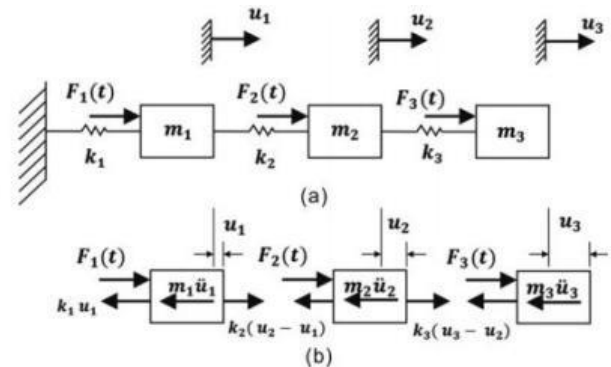 u₁ u₂ u₃
F₁(t) F₂(t) F₃(t)
m₁ m₂ m₃
k₁ k₂ k₃
(a)
u₁ u₂ u₃
F₁(t) F₂(t) F₃(t)
m₁ü₁ m₂ü₂ m₃ü₃
k₁ u₁ k₂( u₂ − u₁) k₃( u₃ − u₂)
(b)